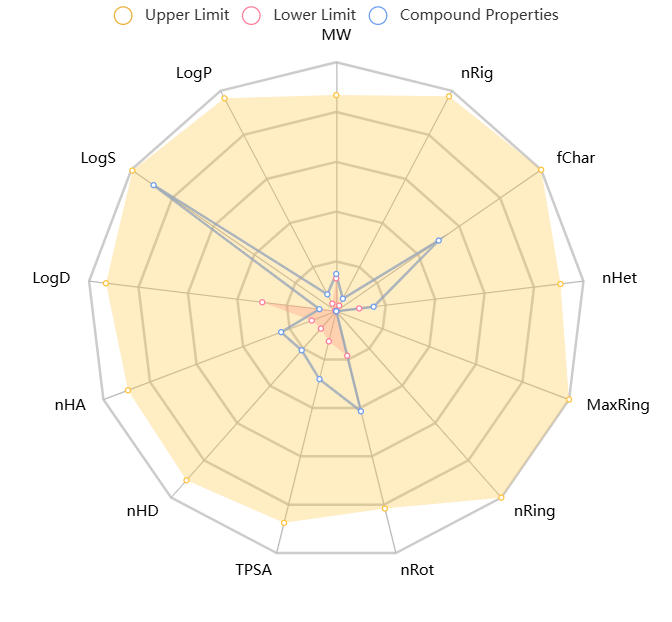 Upper Limit Lower Limit Compound Properties
MW
LogP nRig
LogS fChar
LogD nHet
nHA MaxRing
nHD nRing
TPSA nRot